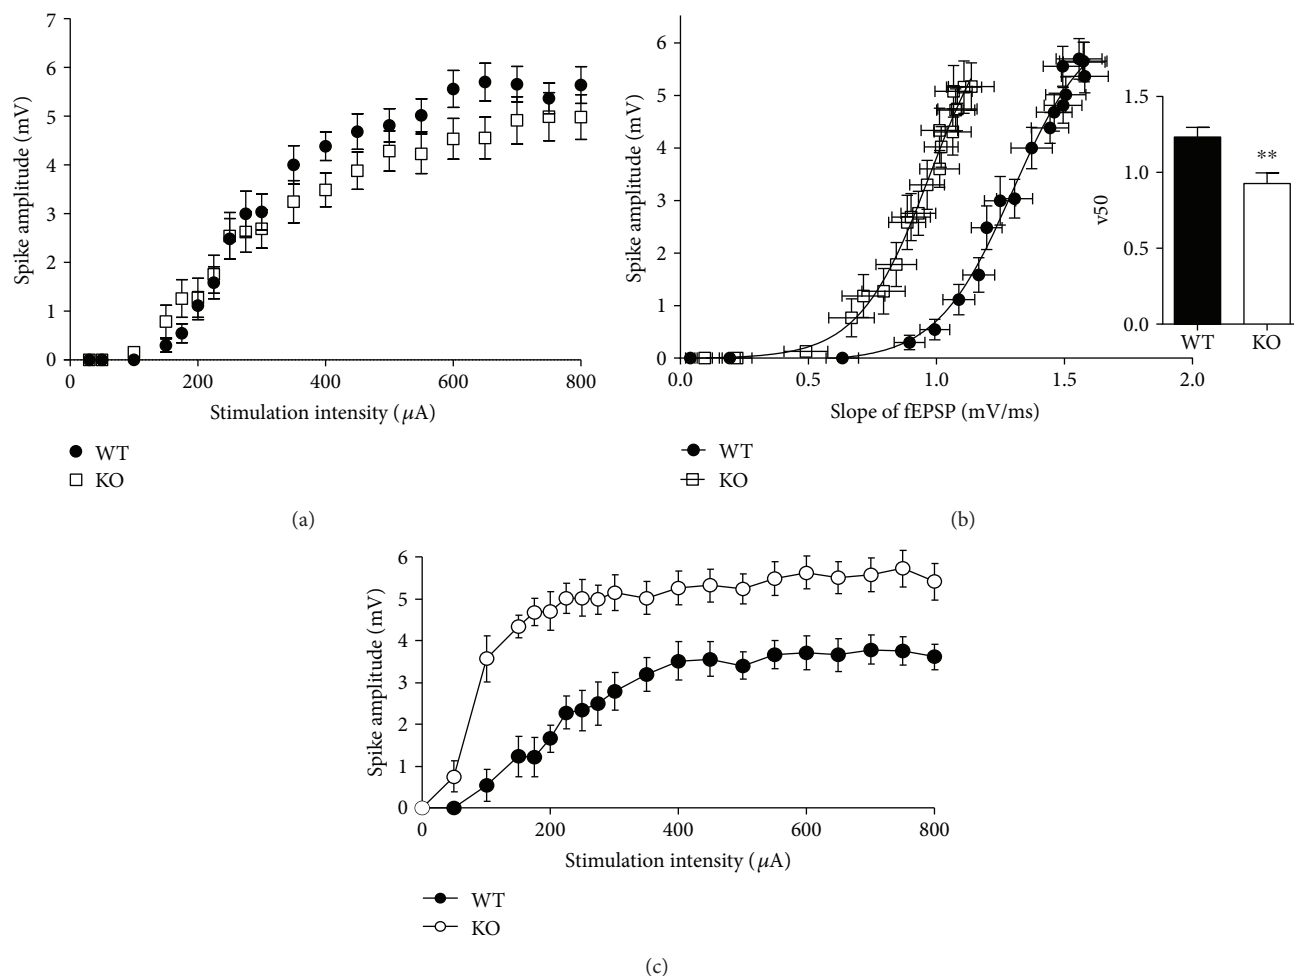 7
6
5
4
3
2
1
0
Spike amplitude (mV)
0
200
400
600
800
Stimulation intensity (μA)
WT
KO
(a)
6
5
4
3
2
1
0
Spike amplitude (mV)
0.0
0.5
1.0
1.5
2.0
Slope of fEPSP (mV/ms)
WT
KO
1.5
1.0
0.5
0.0
v50
**
WT
KO
(b)
6
5
4
3
2
1
0
Spike amplitude (mV)
0
200
400
600
800
Stimulation intensity (μA)
WT
KO
(c)